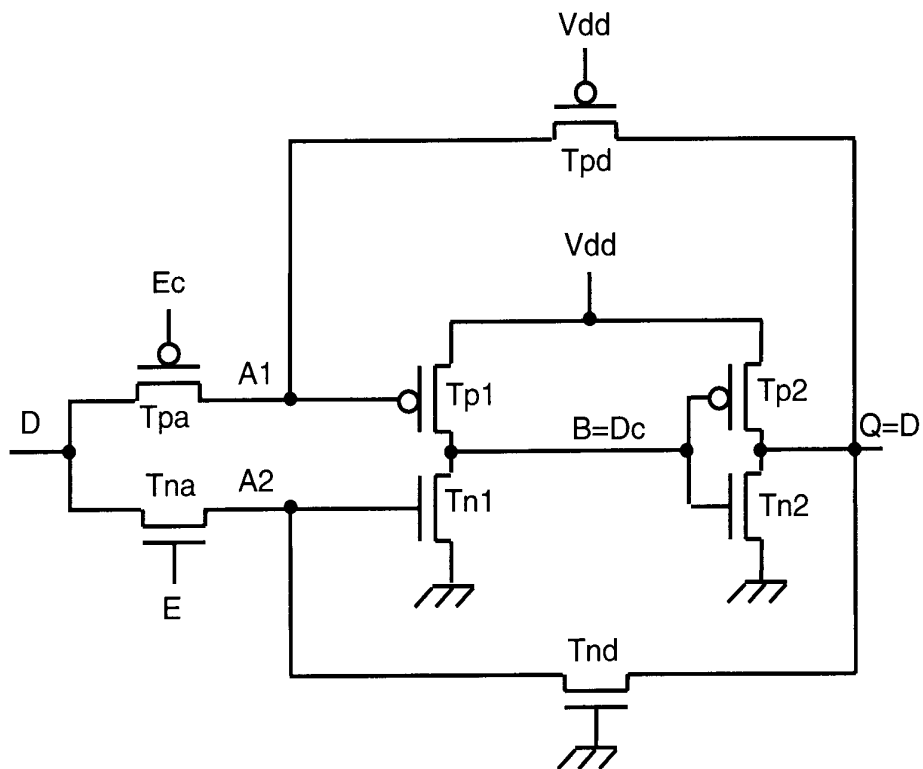 Vdd
Tpd
Vdd
Ec
A1
Tp1
Tp2
D
Tpa
B=Dc
Q=D
Tna
A2
Tn1
Tn2
E
Tnd